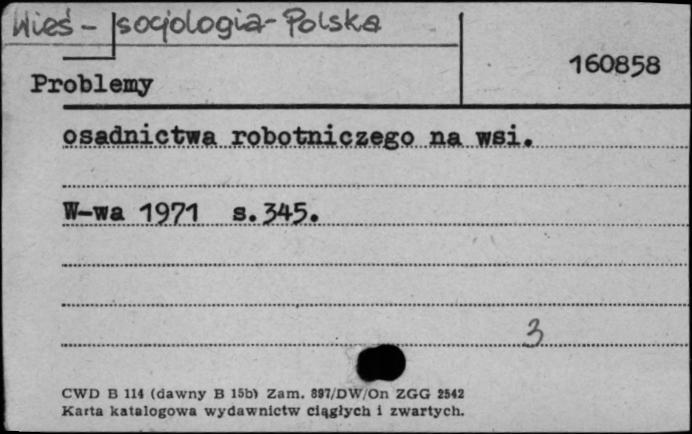 Wieś - socjologia - Polska
160858
Problemy
osadnictwa robotniczego na wsi.
W-wa 1971 s.345.
3
CWD B 114 (dawny B 15b) Zam. 897/DW/On ZGG 2542
Karta katalogowa wydawnictw ciągłych i zwartych.